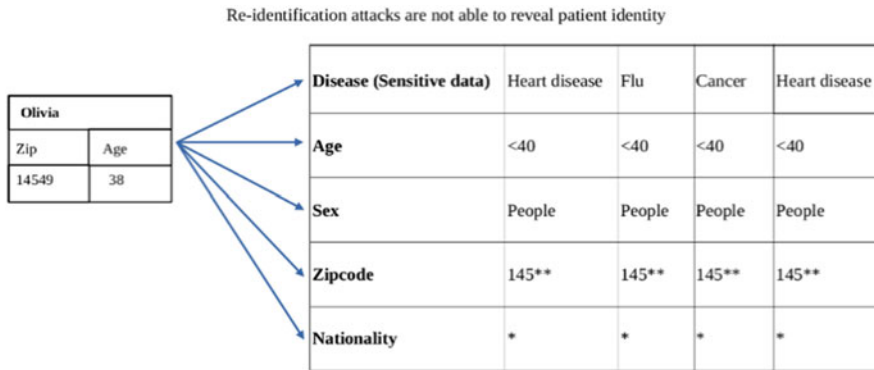 Re-identification attacks are not able to reveal patient identity
Olivia
Zip Age
14549 38
Disease (Sensitive data) Heart disease Flu Cancer Heart disease
Age <40 <40 <40 <40
Sex People People People People
Zipcode 145** 145** 145** 145**
Nationality * * * *